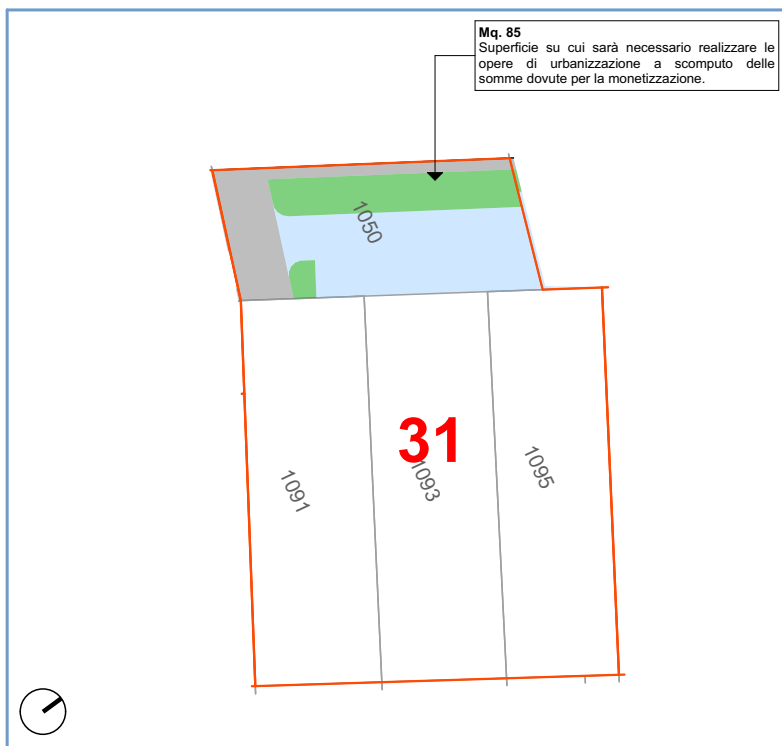 Mq. 85
Superficie su cui sarà necessario realizzare le
opere di urbanizzazione a scomputo delle
somme dovute per la monetizzazione.
1050
31
1091
1093
1095